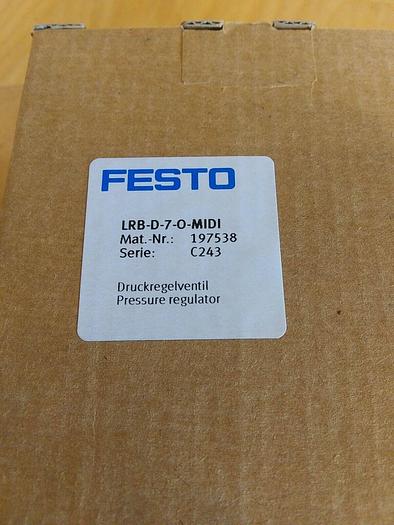 FESTO
LRB-D-7-O-MIDI
Mat.-Nr.: 197538
Serie: C243
Druckregelventil
Pressure regulator